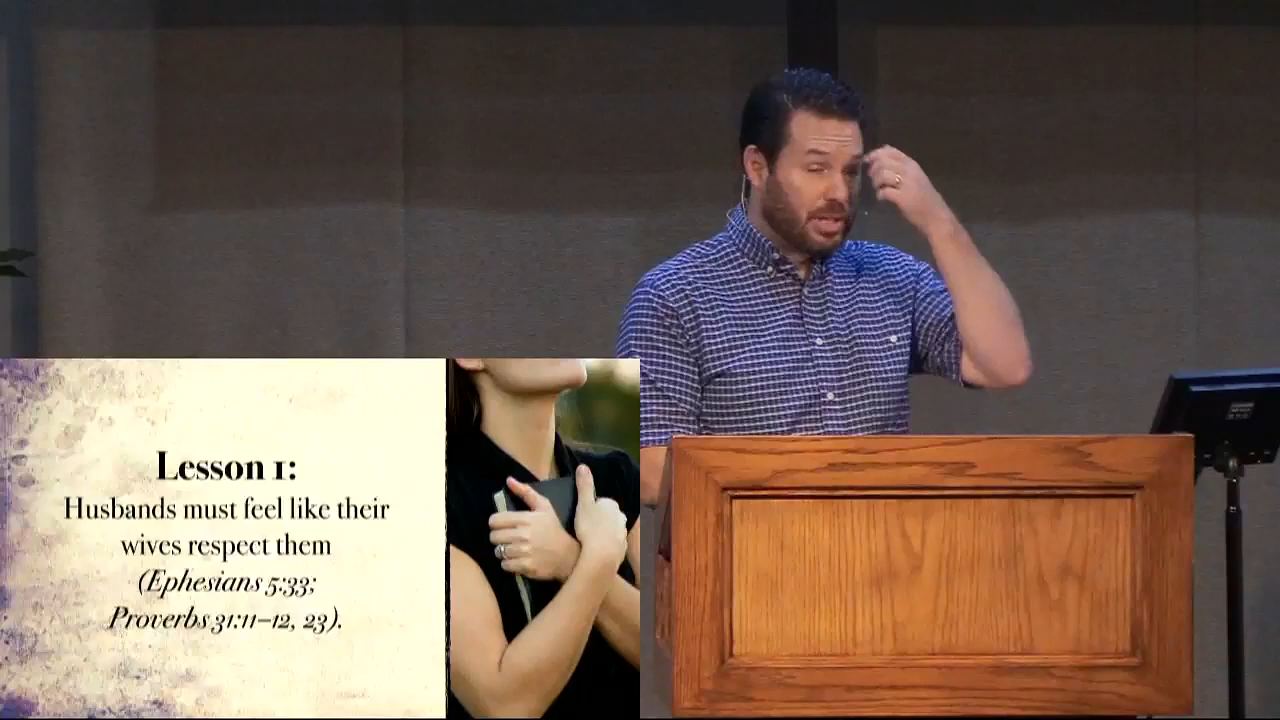 Lesson 1:
Husbands must feel like their
wives respect them
(Ephesians 5:33;
Proverbs 31:11–12, 23).